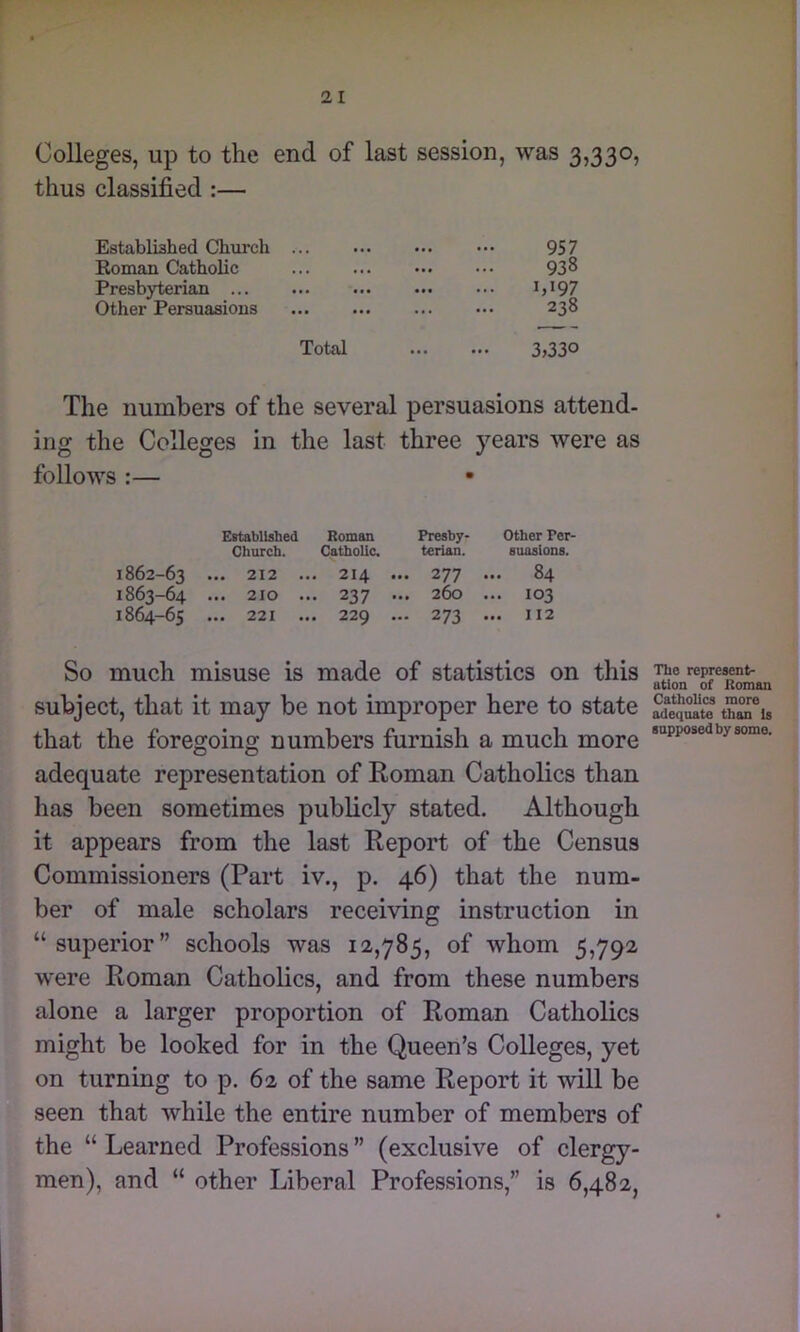 21
Colleges, up to the end of last session, was 3,330,
thus classified :—
Established Church ... ... ... ... 957
Roman Catholic ... ... ... ... 938
Presbyterian ... ... ... ... ... 1,197
Other Persuasions ... ... ... ... 238
Total ... ... 3,330
The numbers of the several persuasions attend-
ing the Colleges in the last three years were as
follows :—
Established Roman Presby- Other Per-
Church. Catholic. terian. suasions.
1862-63 ... 212 ... 214 ... 277 ... 84
1863-64 ... 210 ... 237 ... 260 ... 103
1864-65 ... 221 ... 229 ... 273 ... 112
So much misuse is made of statistics on this
subject, that it may be not improper here to state
that the foregoing numbers furnish a much more
adequate representation of Roman Catholics than
has been sometimes publicly stated. Although
it appears from the last Report of the Census
Commissioners (Part iv., p. 46) that the num-
ber of male scholars receiving instruction in
“ superior” schools was 12,785, of whom 5,792
were Roman Catholics, and from these numbers
alone a larger proportion of Roman Catholics
might be looked for in the Queen’s Colleges, yet
on turning to p. 62 of the same Report it will be
seen that while the entire number of members of
the “ Learned Professions” (exclusive of clergy-
men), and “ other Liberal Professions,” is 6,482,
The represent-
ation of Roman
Catholics more
adequate than is
supposed by some.